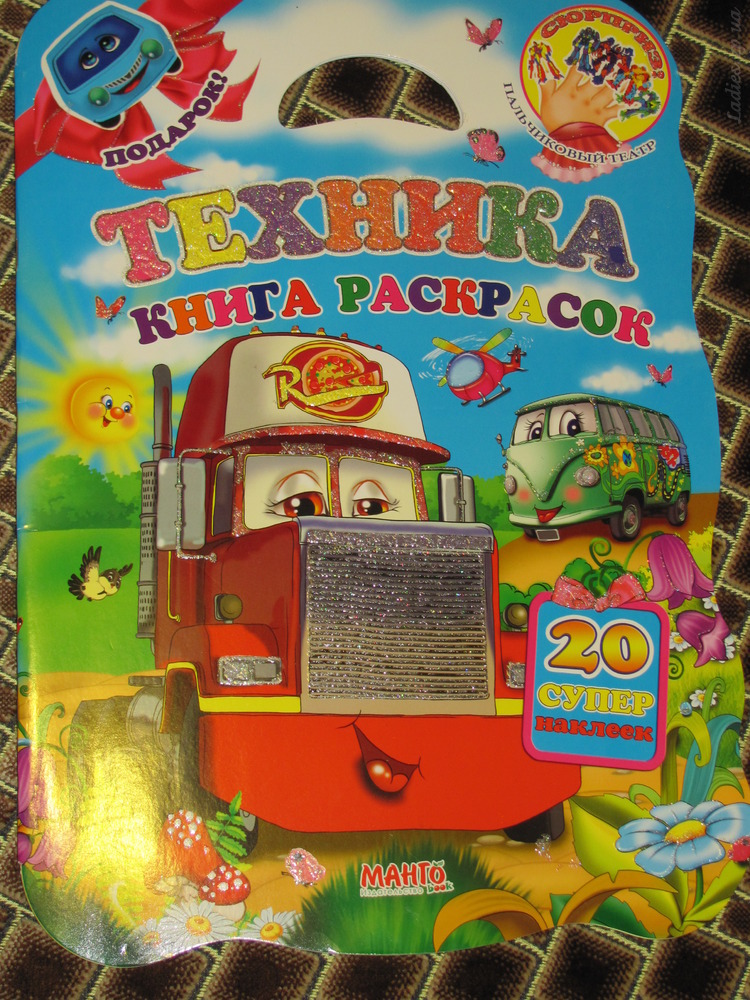 ПОДАРОК!
СЮРПРИЗ!
ПАЛЬЧИКОВЫЙ ТЕАТР
ТЕХНИКА
КНИГА РАСКРАСОК
R
20
СУПЕР
наклеек
МАНГО
book
Издательство